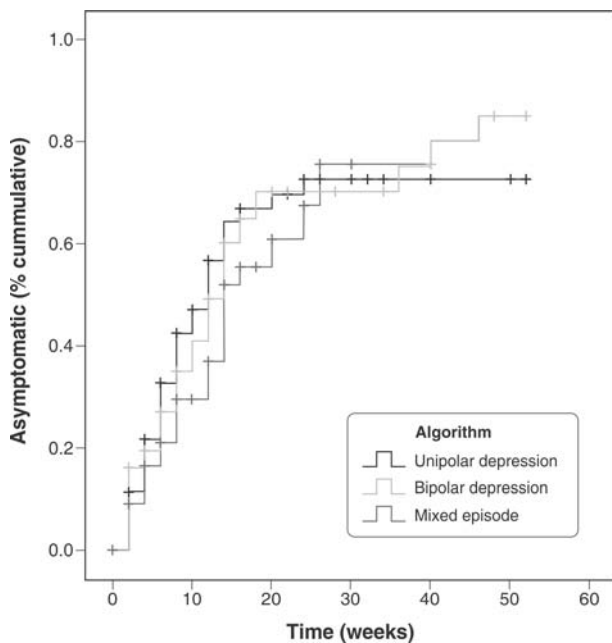 1.0
0.8
0.6
0.4
0.2
0.0
Asymptomatic (% cummulative)
Algorithm
Unipolar depression
Bipolar depression
Mixed episode
0 10 20 30 40 50 60
Time (weeks)